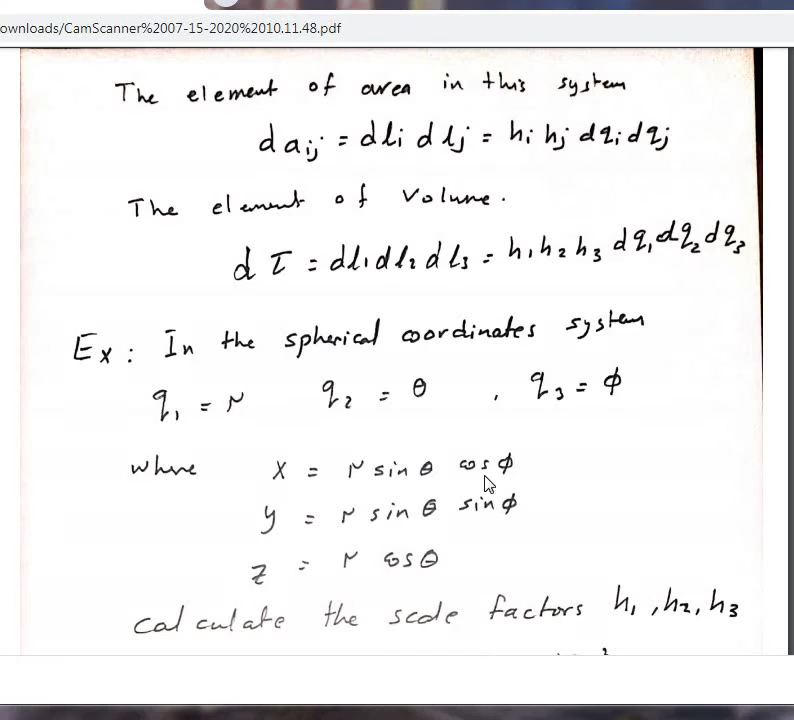 ownloads/CamScanner%2007-15-2020%2010.11.48.pdf
The element of area in this system
d aij = dli dlj = hi hj dqi dqj
The element of Volume.
d τ = dl1 dl2 dl3 = h1 h2 h3 dq1 dq2 dq3
Ex: In the spherical coordinates system
q1 = r q2 = θ , q3 = ϕ
where x = r sin θ cos ϕ
y = r sin θ sin ϕ
z = r cos θ
calculate the scale factors h1, h2, h3